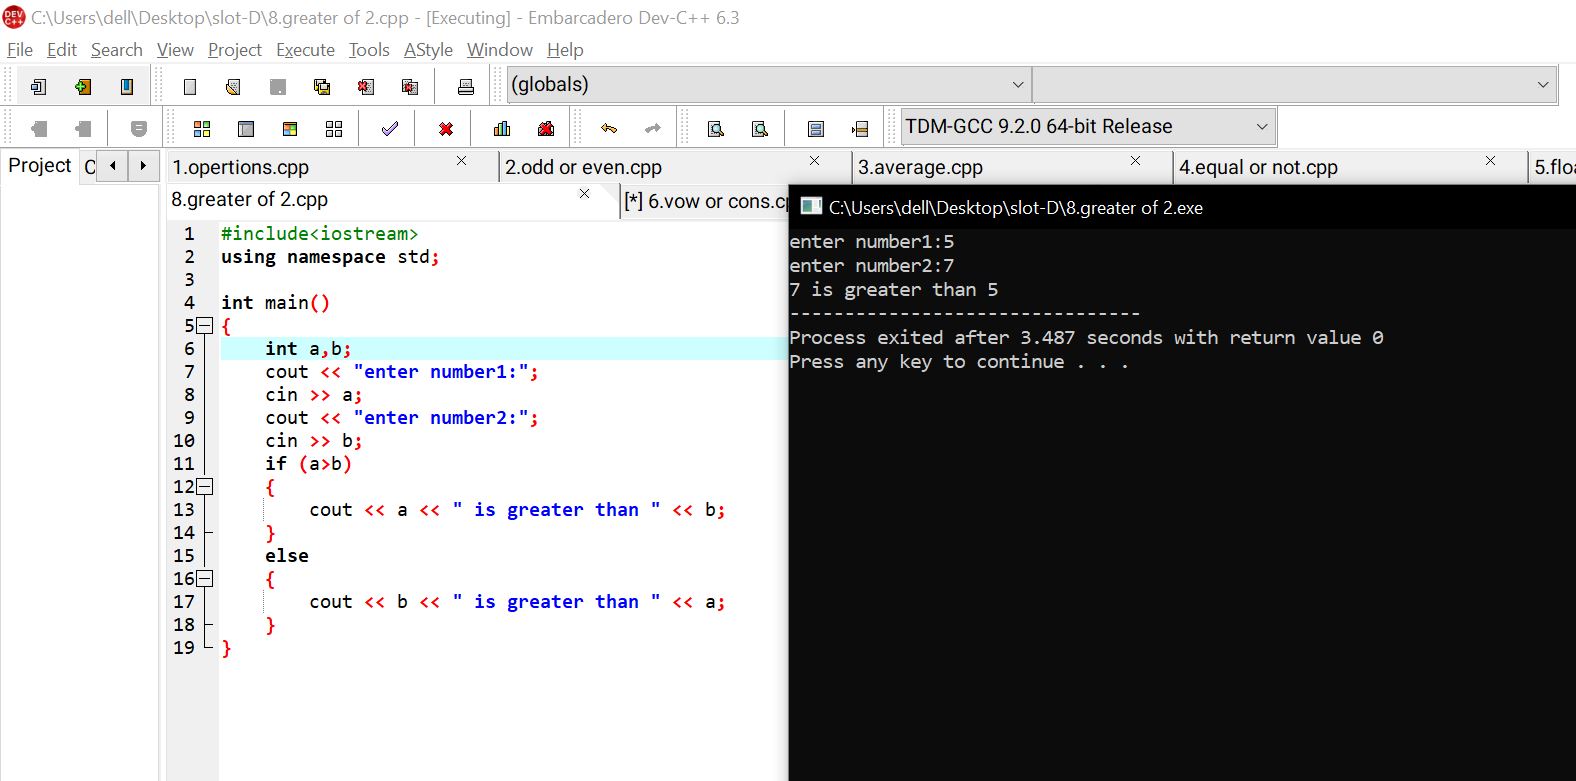 C:\Users\dell\Desktop\slot-D\8.greater of 2.cpp - [Executing] - Embarcadero Dev-C++ 6.3
File Edit Search View Project Execute Tools AStyle Window Help
(globals)
TDM-GCC 9.2.0 64-bit Release
Project
1.opertions.cpp 2.odd or even.cpp 3.average.cpp 4.equal or not.cpp
8.greater of 2.cpp [*] 6.vow or cons.cp
1 #include<iostream>
2 using namespace std;
3
4 int main()
5 {
6 int a,b;
7 cout << "enter number1:";
8 cin >> a;
9 cout << "enter number2:";
10 cin >> b;
11 if (a>b)
12 {
13 cout << a << " is greater than " << b;
14 }
15 else
16 {
17 cout << b << " is greater than " << a;
18 }
19 }
C:\Users\dell\Desktop\slot-D\8.greater of 2.exe
enter number1:5
enter number2:7
7 is greater than 5
--------------------------------
Process exited after 3.487 seconds with return value 0
Press any key to continue . . .